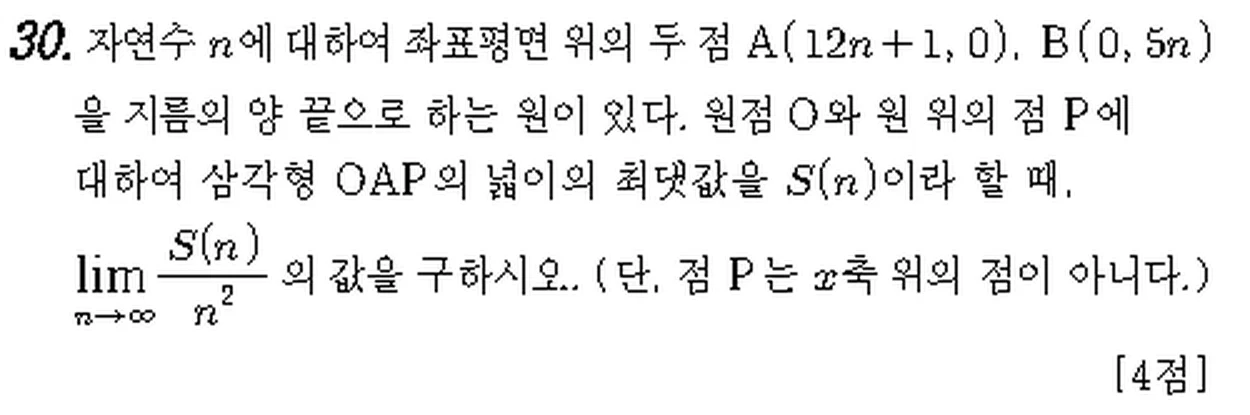 30. 자연수 n에 대하여 좌표평면 위의 두 점 A(12n+1, 0), B(0, 5n)
을 지름의 양 끝으로 하는 원이 있다. 원점 O와 원 위의 점 P에
대하여 삼각형 OAP의 넓이의 최댓값을 S(n)이라 할 때,
lim_{n→∞} S(n)/n² 의 값을 구하시오.. (단, 점 P는 x축 위의 점이 아니다.)
[4점]